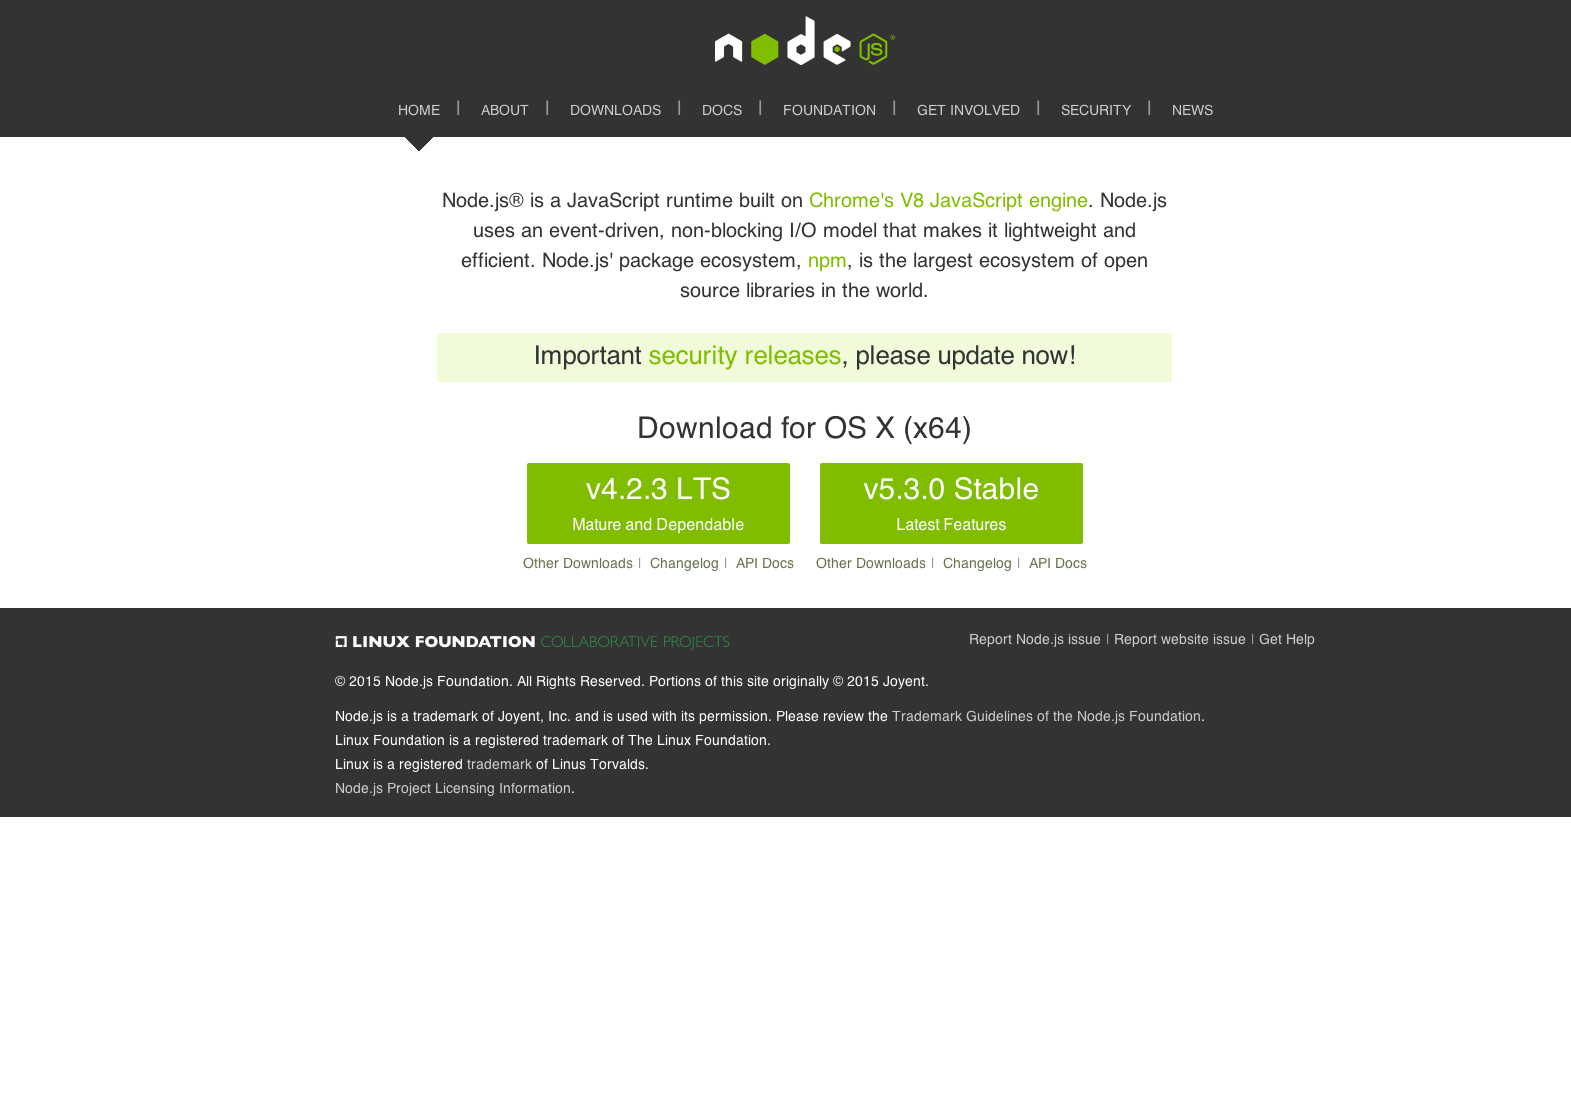 node JS ®
HOME | ABOUT | DOWNLOADS | DOCS | FOUNDATION | GET INVOLVED | SECURITY | NEWS
Node.js® is a JavaScript runtime built on Chrome's V8 JavaScript engine. Node.js
uses an event-driven, non-blocking I/O model that makes it lightweight and
efficient. Node.js' package ecosystem, npm, is the largest ecosystem of open
source libraries in the world.
Important security releases, please update now!
Download for OS X (x64)
v4.2.3 LTS
Mature and Dependable
Other Downloads | Changelog | API Docs
v5.3.0 Stable
Latest Features
Other Downloads | Changelog | API Docs
LINUX FOUNDATION COLLABORATIVE PROJECTS
Report Node.js issue | Report website issue | Get Help
© 2015 Node.js Foundation. All Rights Reserved. Portions of this site originally © 2015 Joyent.
Node.js is a trademark of Joyent, Inc. and is used with its permission. Please review the Trademark Guidelines of the Node.js Foundation.
Linux Foundation is a registered trademark of The Linux Foundation.
Linux is a registered trademark of Linus Torvalds.
Node.js Project Licensing Information.